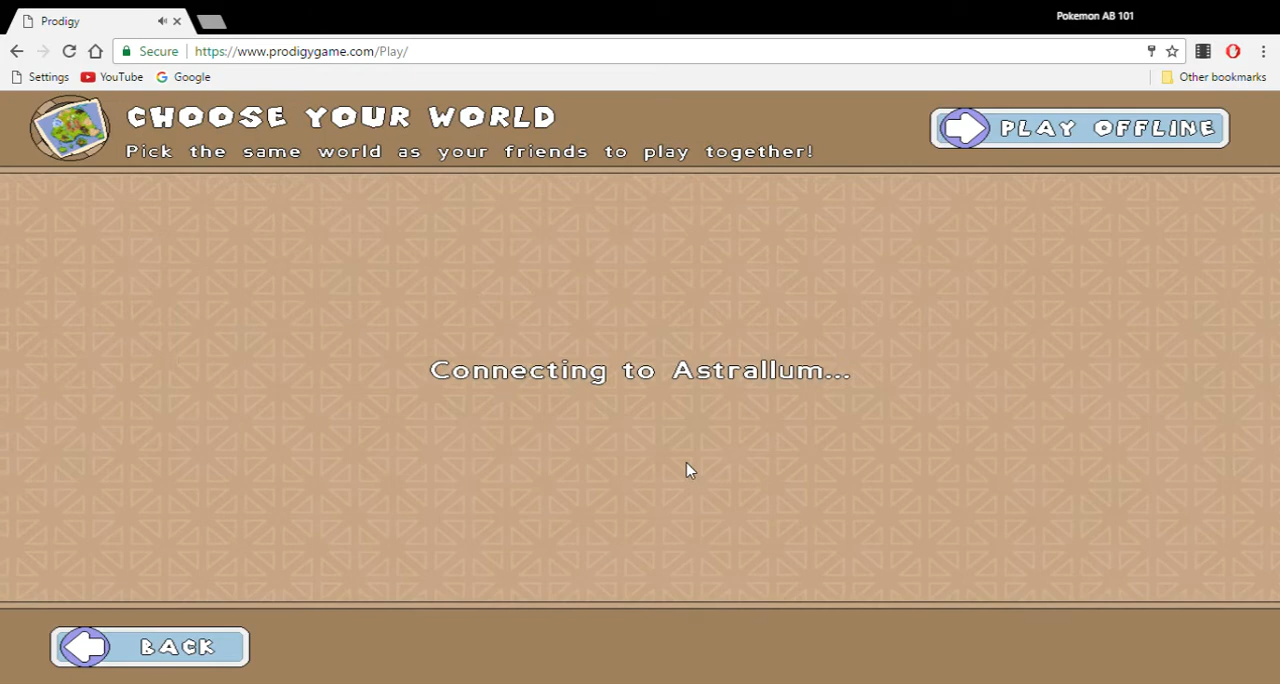 Prodigy
Pokemon AB 101
Secure https://www.prodigygame.com/Play/
Settings YouTube Google Other bookmarks
CHOOSE YOUR WORLD
Pick the same world as your friends to play together!
PLAY OFFLINE
Connecting to Astrallum...
BACK